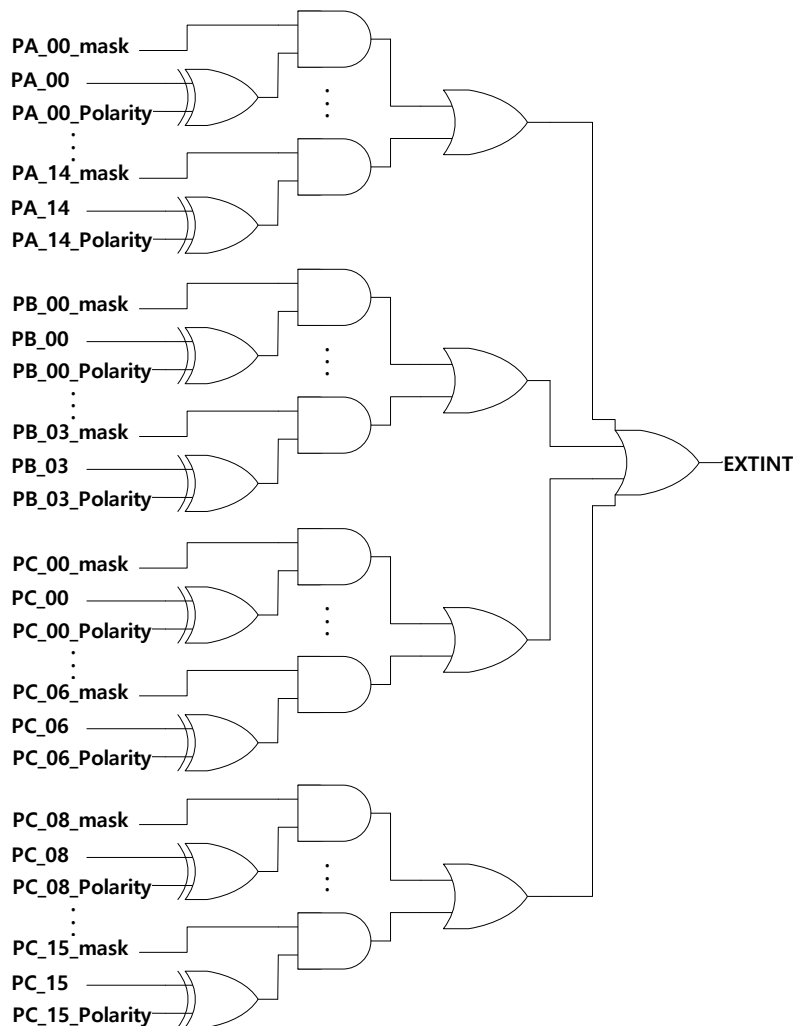 PA_00_mask
PA_00
PA_00_Polarity
PA_14_mask
PA_14
PA_14_Polarity
PB_00_mask
PB_00
PB_00_Polarity
PB_03_mask
PB_03
PB_03_Polarity
EXTINT
PC_00_mask
PC_00
PC_00_Polarity
PC_06_mask
PC_06
PC_06_Polarity
PC_08_mask
PC_08
PC_08_Polarity
PC_15_mask
PC_15
PC_15_Polarity